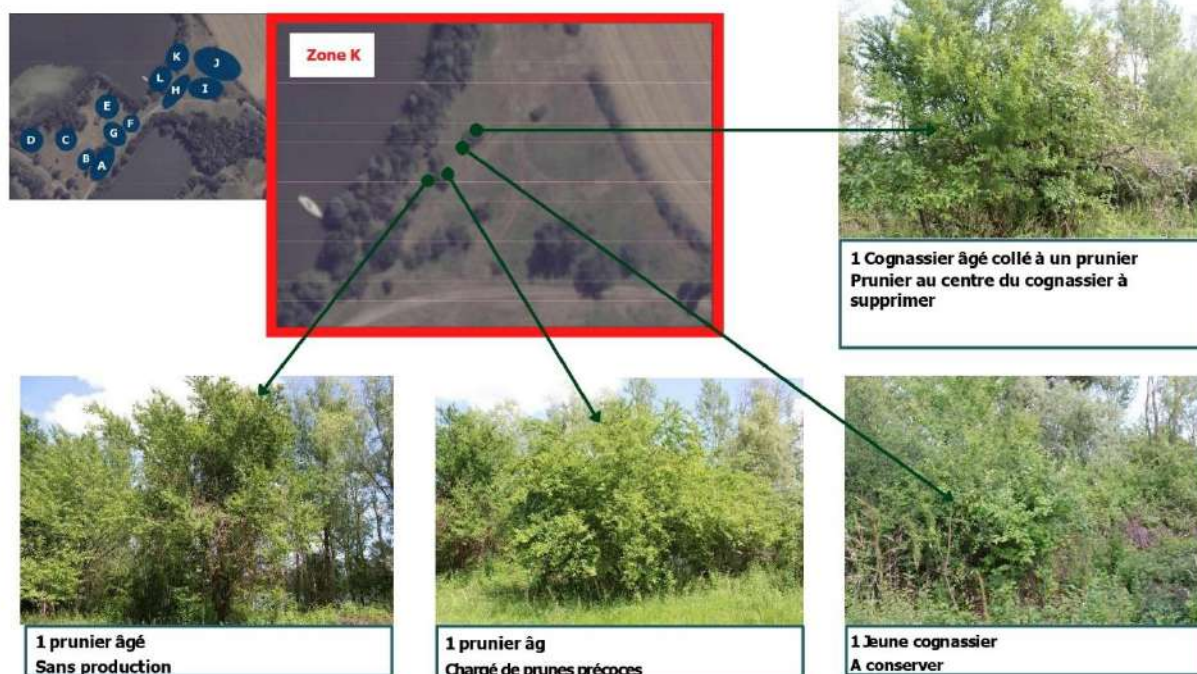 K
J
L
H
I
E
F
D
C
G
B
A
Zone K
1 Cognassier âgé collé à un prunier
Prunier au centre du cognassier à
supprimer
1 prunier âgé
Sans production
1 prunier âg
Chargé de prunes précoces
1 Jeune cognassier
A conserver